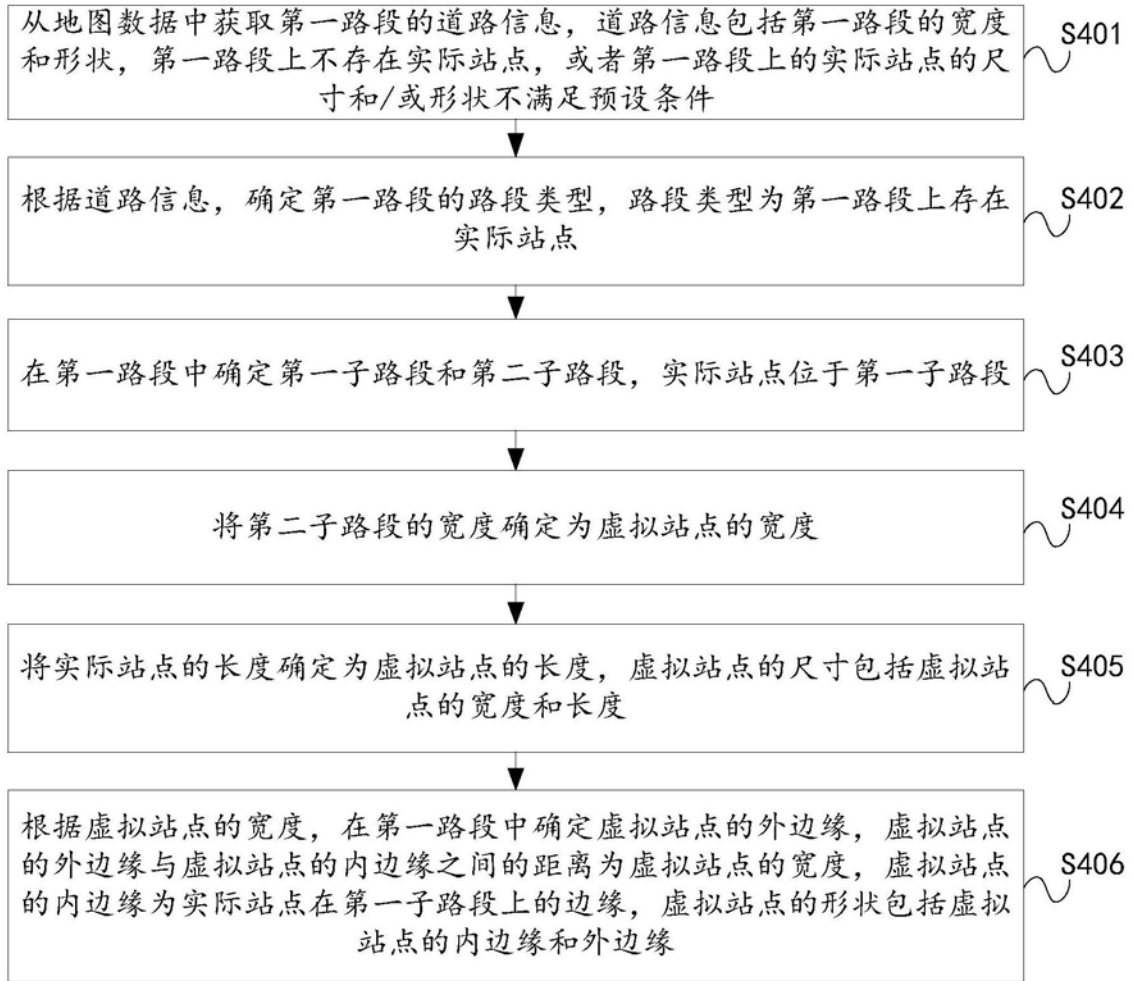 从地图数据中获取第一路段的道路信息，道路信息包括第一路段的宽度
和形状，第一路段上不存在实际站点，或者第一路段上的实际站点的尺
寸和/或形状不满足预设条件
S401
根据道路信息，确定第一路段的路段类型，路段类型为第一路段上存在
实际站点
S402
在第一路段中确定第一子路段和第二子路段，实际站点位于第一子路段
S403
将第二子路段的宽度确定为虚拟站点的宽度
S404
将实际站点的长度确定为虚拟站点的长度，虚拟站点的尺寸包括虚拟站
点的宽度和长度
S405
根据虚拟站点的宽度，在第一路段中确定虚拟站点的外边缘，虚拟站点
的外边缘与虚拟站点的内边缘之间的距离为虚拟站点的宽度，虚拟站点
的内边缘为实际站点在第一子路段上的边缘，虚拟站点的形状包括虚拟
站点的内边缘和外边缘
S406